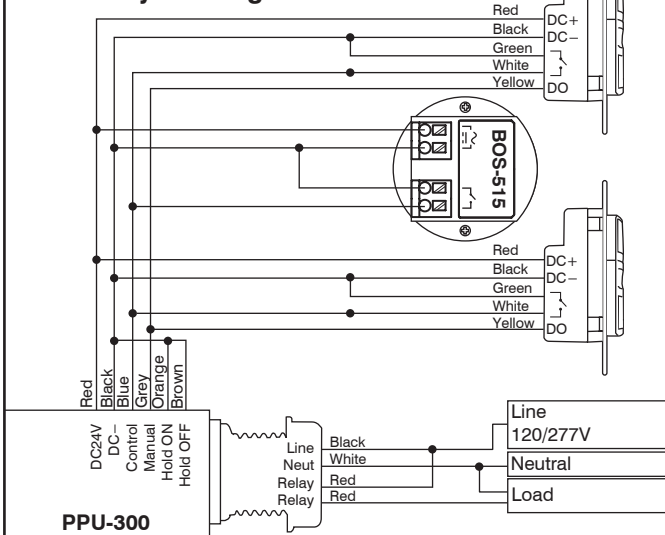 Red
Black
Green
White
Yellow
DC+
DC−
DO
BOS-515
Red
Black
Green
White
Yellow
DC+
DC−
DO
Red
Black
Blue
Grey
Orange
Brown
DC24V
DC−
Control
Manual
Hold ON
Hold OFF
PPU-300
Line
Neut
Relay
Relay
Black
White
Red
Red
Line
120/277V
Neutral
Load